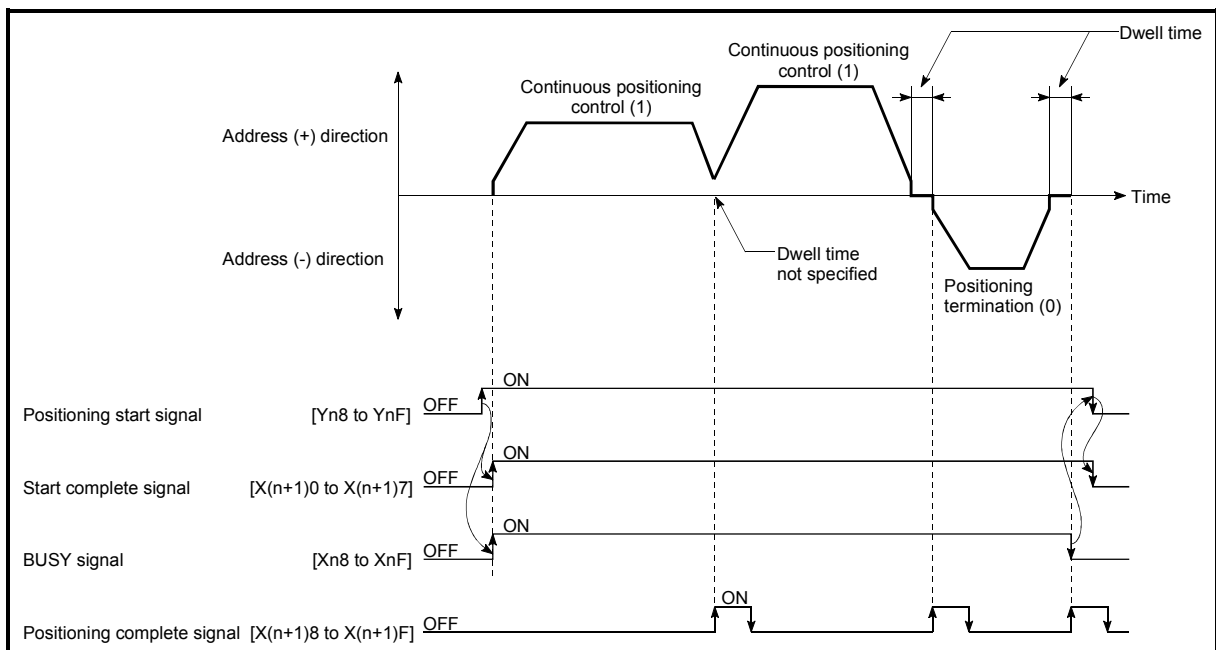 Dwell time
Continuous positioning
control (1)
Continuous positioning
control (1)
Address (+) direction
Time
Address (-) direction
Dwell time
not specified
Positioning
termination (0)
ON
Positioning start signal [Yn8 to YnF] OFF
ON
Start complete signal [X(n+1)0 to X(n+1)7] OFF
ON
BUSY signal [Xn8 to XnF] OFF
ON
Positioning complete signal [X(n+1)8 to X(n+1)F] OFF